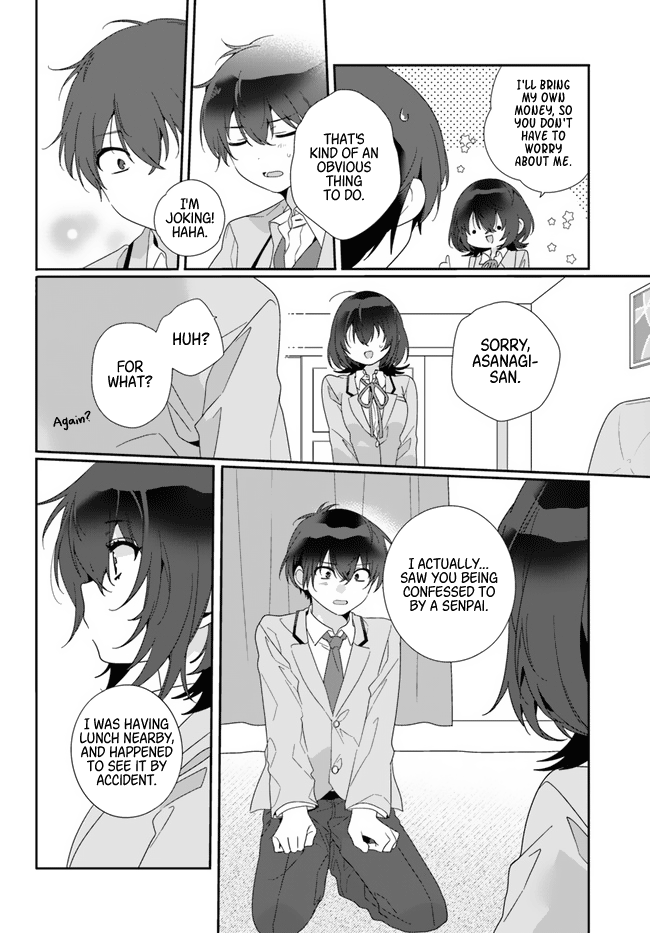 I'LL BRING
MY OWN
MONEY, SO
YOU DON'T
HAVE TO
WORRY
ABOUT ME.
THAT'S
KIND OF AN
OBVIOUS
THING
TO DO.
I'M
JOKING!
HAHA.
SORRY,
ASANAGI-
SAN.
HUH?
FOR
WHAT?
Again?
I ACTUALLY...
SAW YOU BEING
CONFESSED TO
BY A SENPAI.
I WAS HAVING
LUNCH NEARBY,
AND HAPPENED
TO SEE IT BY
ACCIDENT.